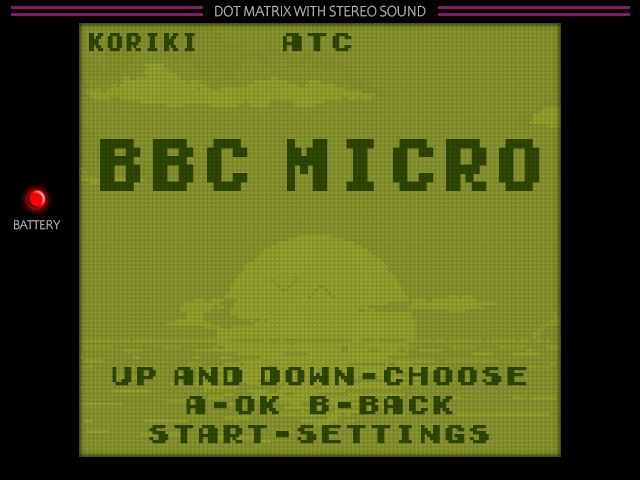 DOT MATRIX WITH STEREO SOUND
KORIKI ATC
BBC MICRO
BATTERY
UP AND DOWN-CHOOSE
A-OK B-BACK
START-SETTINGS